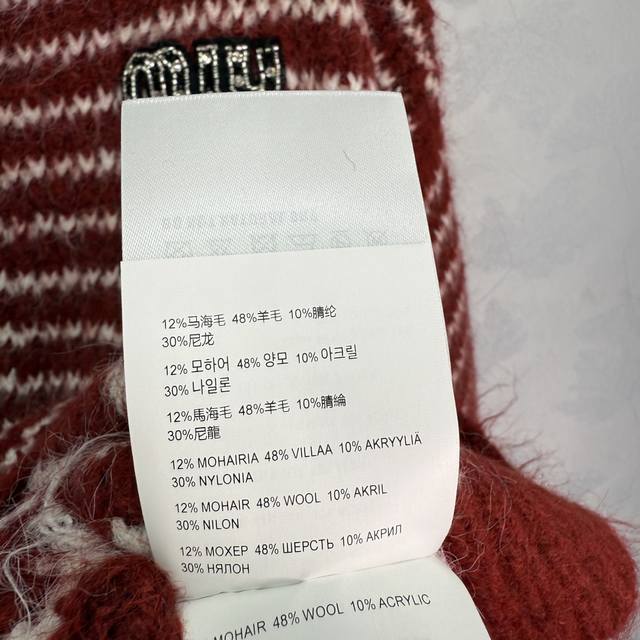 12%马海毛 48%羊毛 10%腈纶
30%尼龙
12% 모하어 48% 양모 10% 아크릴
30% 나일론
12%馬海毛 48%羊毛 10%腈綸
30%尼龍
12% MOHAIRIA 48% VILLAA 10% AKRYYLIÄ
30% NYLONIA
12% MOHAIR 48% WOOL 10% AKRIL
30% NILON
12% МОХЕР 48% ШЕРСТЬ 10% АКРИЛ
30% НЯЛОН
MOHAIR 48% WOOL 10% ACRYLIC